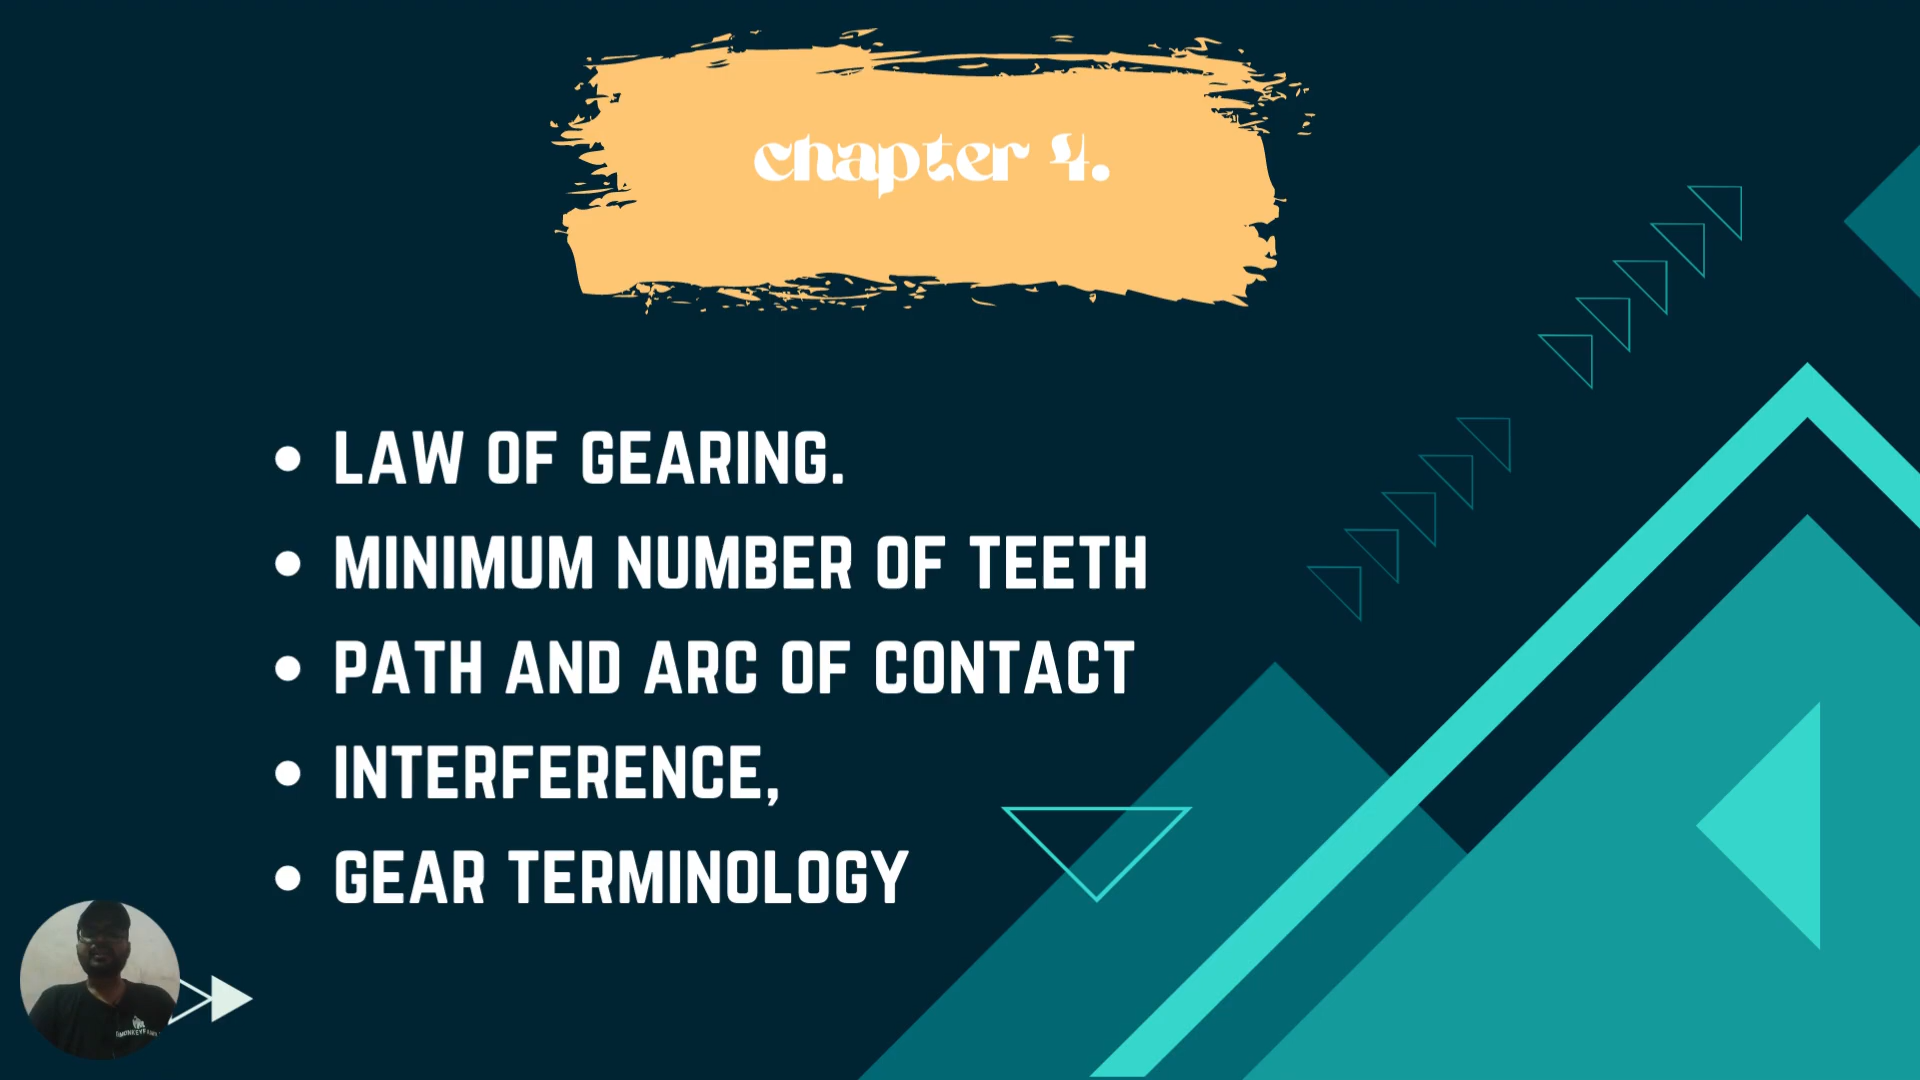 chapter 4.
LAW OF GEARING.
MINIMUM NUMBER OF TEETH
PATH AND ARC OF CONTACT
INTERFERENCE,
GEAR TERMINOLOGY